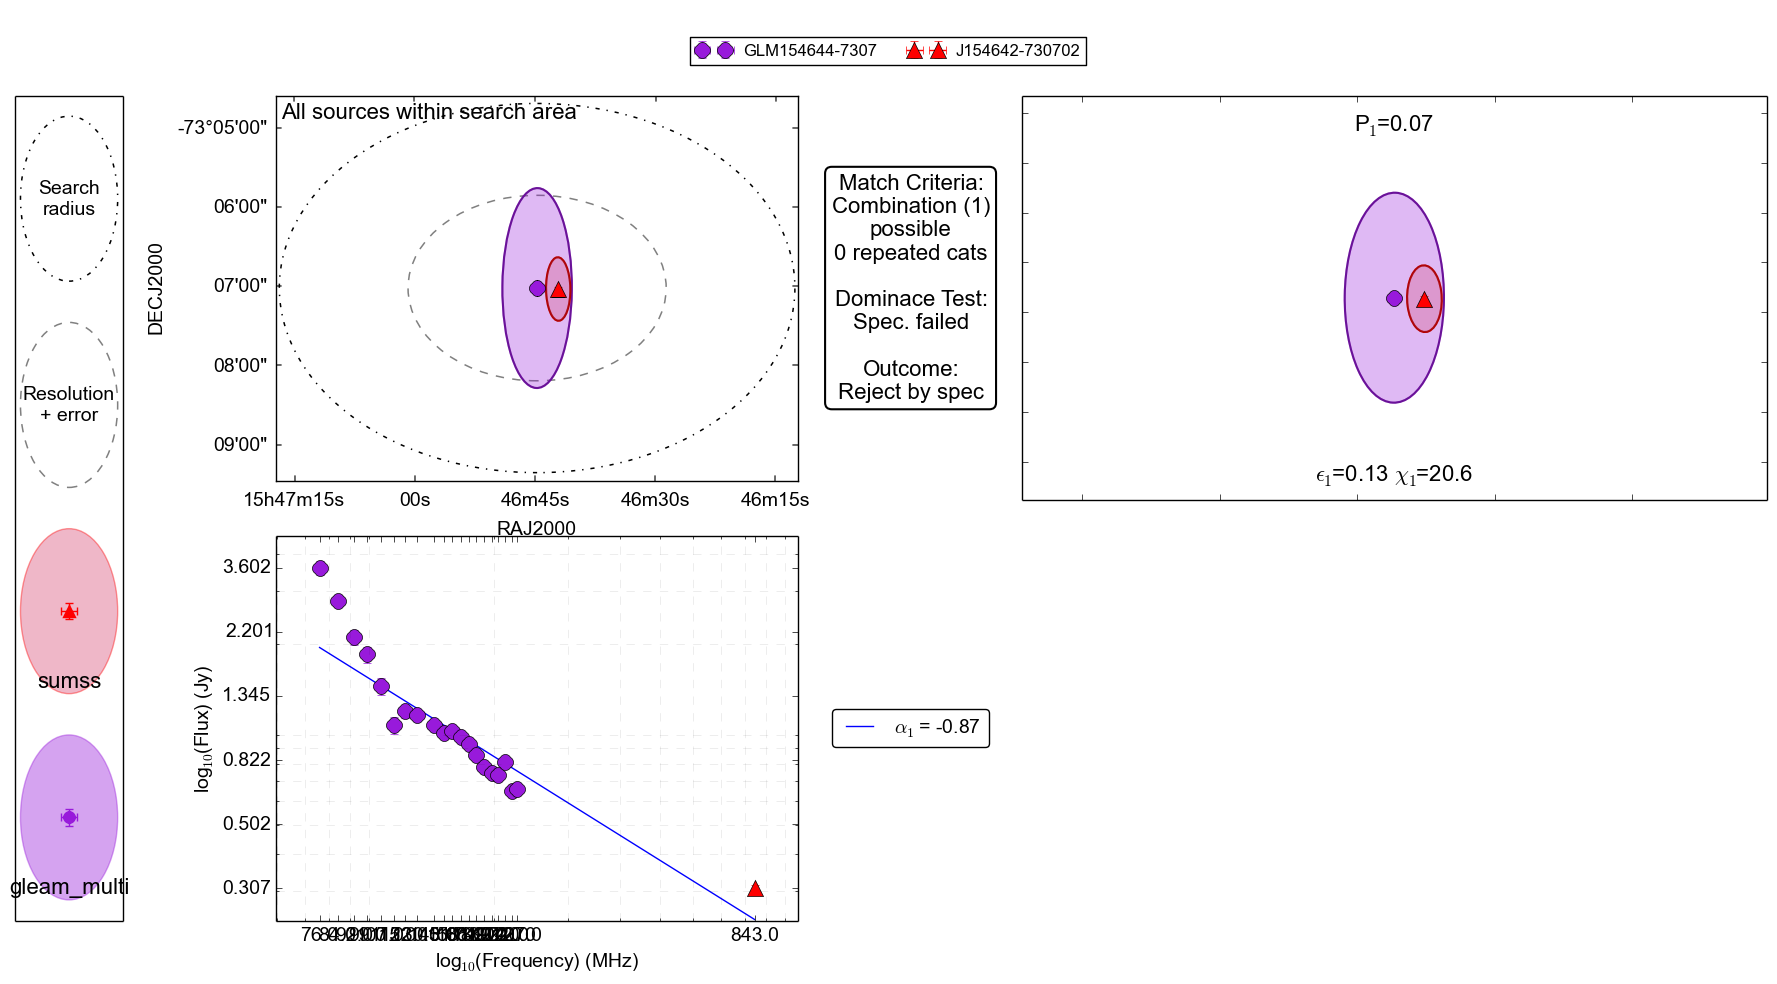 GLM154644-7307
J154642-730702
Search
radius
Resolution
+ error
sumss
gleam_multi
All sources within search area
-73°05'00"
06'00"
07'00"
08'00"
09'00"
DECJ2000
15h47m15s
00s
46m45s
46m30s
46m15s
RAJ2000
Match Criteria:
Combination (1)
possible
0 repeated cats
Dominace Test:
Spec. failed
Outcome:
Reject by spec
P₁=0.07
ϵ₁=0.13 χ₁=20.6
3.602
2.201
1.345
0.822
0.502
0.307
log₁₀(Flux) (Jy)
843.0
log₁₀(Frequency) (MHz)
α₁ = -0.87